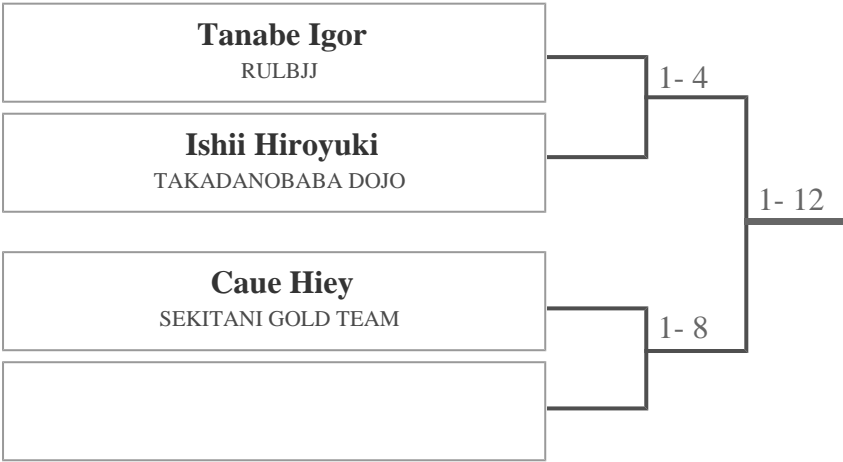 Tanabe Igor
RULBJJ
1- 4
Ishii Hiroyuki
TAKADANOBABA DOJO
1- 12
Caue Hiey
SEKITANI GOLD TEAM
1- 8